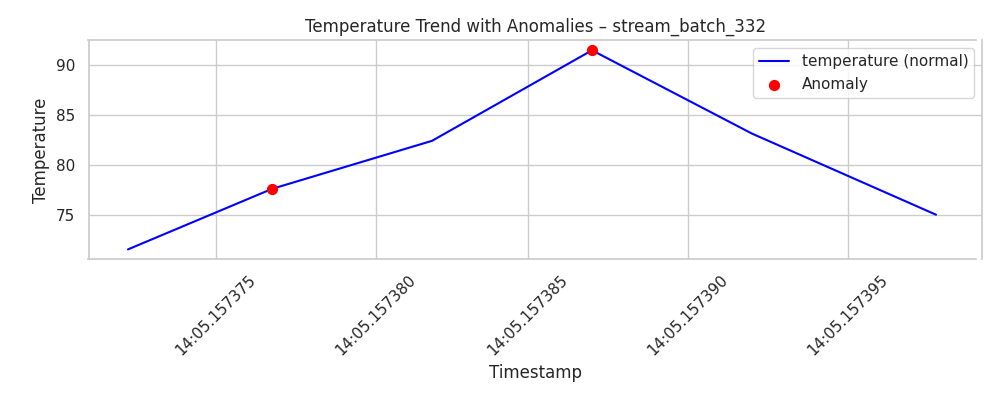 Temperature Trend with Anomalies – stream_batch_332
temperature (normal)
Anomaly
Temperature
90
85
80
75
14:05.157375
14:05.157380
14:05.157385
14:05.157390
14:05.157395
Timestamp